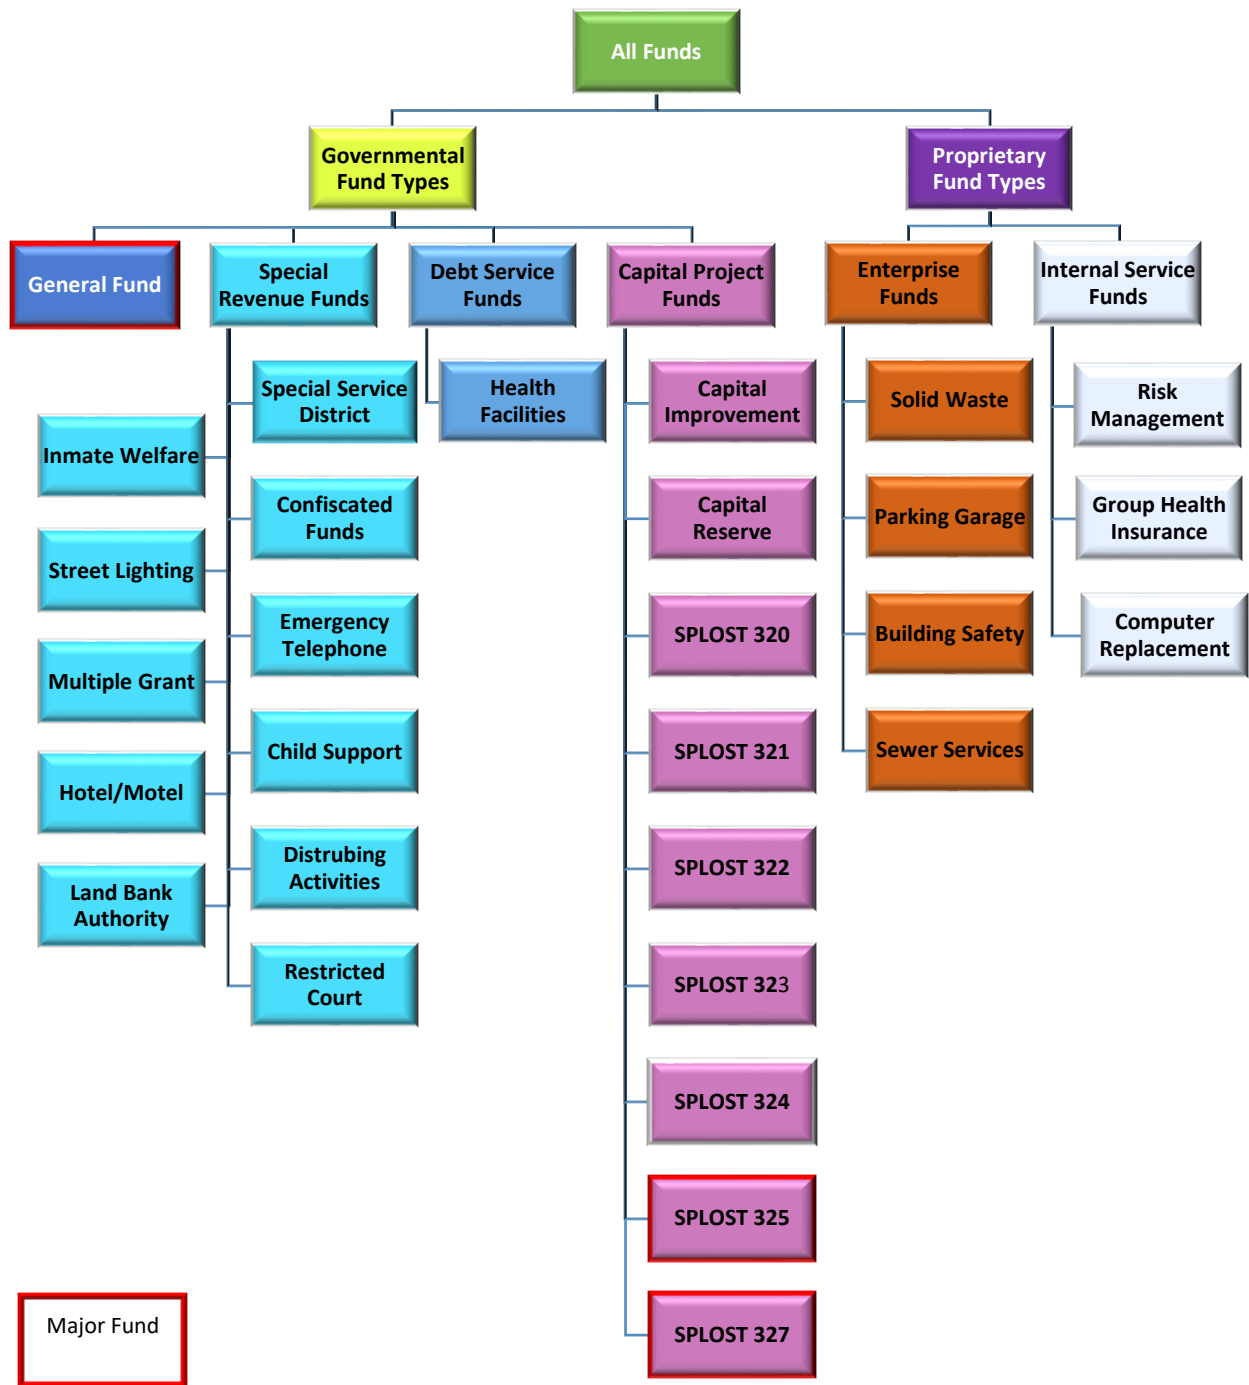 All Funds
Governmental
Fund Types
Proprietary
Fund Types
General Fund
Special
Revenue Funds
Debt Service
Funds
Capital Project
Funds
Enterprise
Funds
Internal Service
Funds
Inmate Welfare
Street Lighting
Multiple Grant
Hotel/Motel
Land Bank
Authority
Special Service
District
Confiscated
Funds
Emergency
Telephone
Child Support
Distrubing
Activities
Restricted
Court
Health
Facilities
Capital
Improvement
Capital
Reserve
SPLOST 320
SPLOST 321
SPLOST 322
SPLOST 323
SPLOST 324
SPLOST 325
SPLOST 327
Solid Waste
Parking Garage
Building Safety
Sewer Services
Risk
Management
Group Health
Insurance
Computer
Replacement
Major Fund